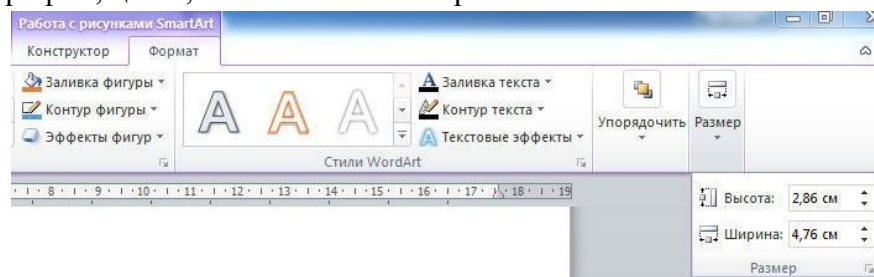 Работа с рисунками SmartArt
Конструктор Формат
Заливка фигуры
Контур фигуры
Эффекты фигур
A A A
Заливка текста
Контур текста
Текстовые эффекты
Стили WordArt
Упорядочить
Размер
8 9 10 11 12 13 14 15 16 17 18 19
Высота: 2,86 см
Ширина: 4,76 см
Размер